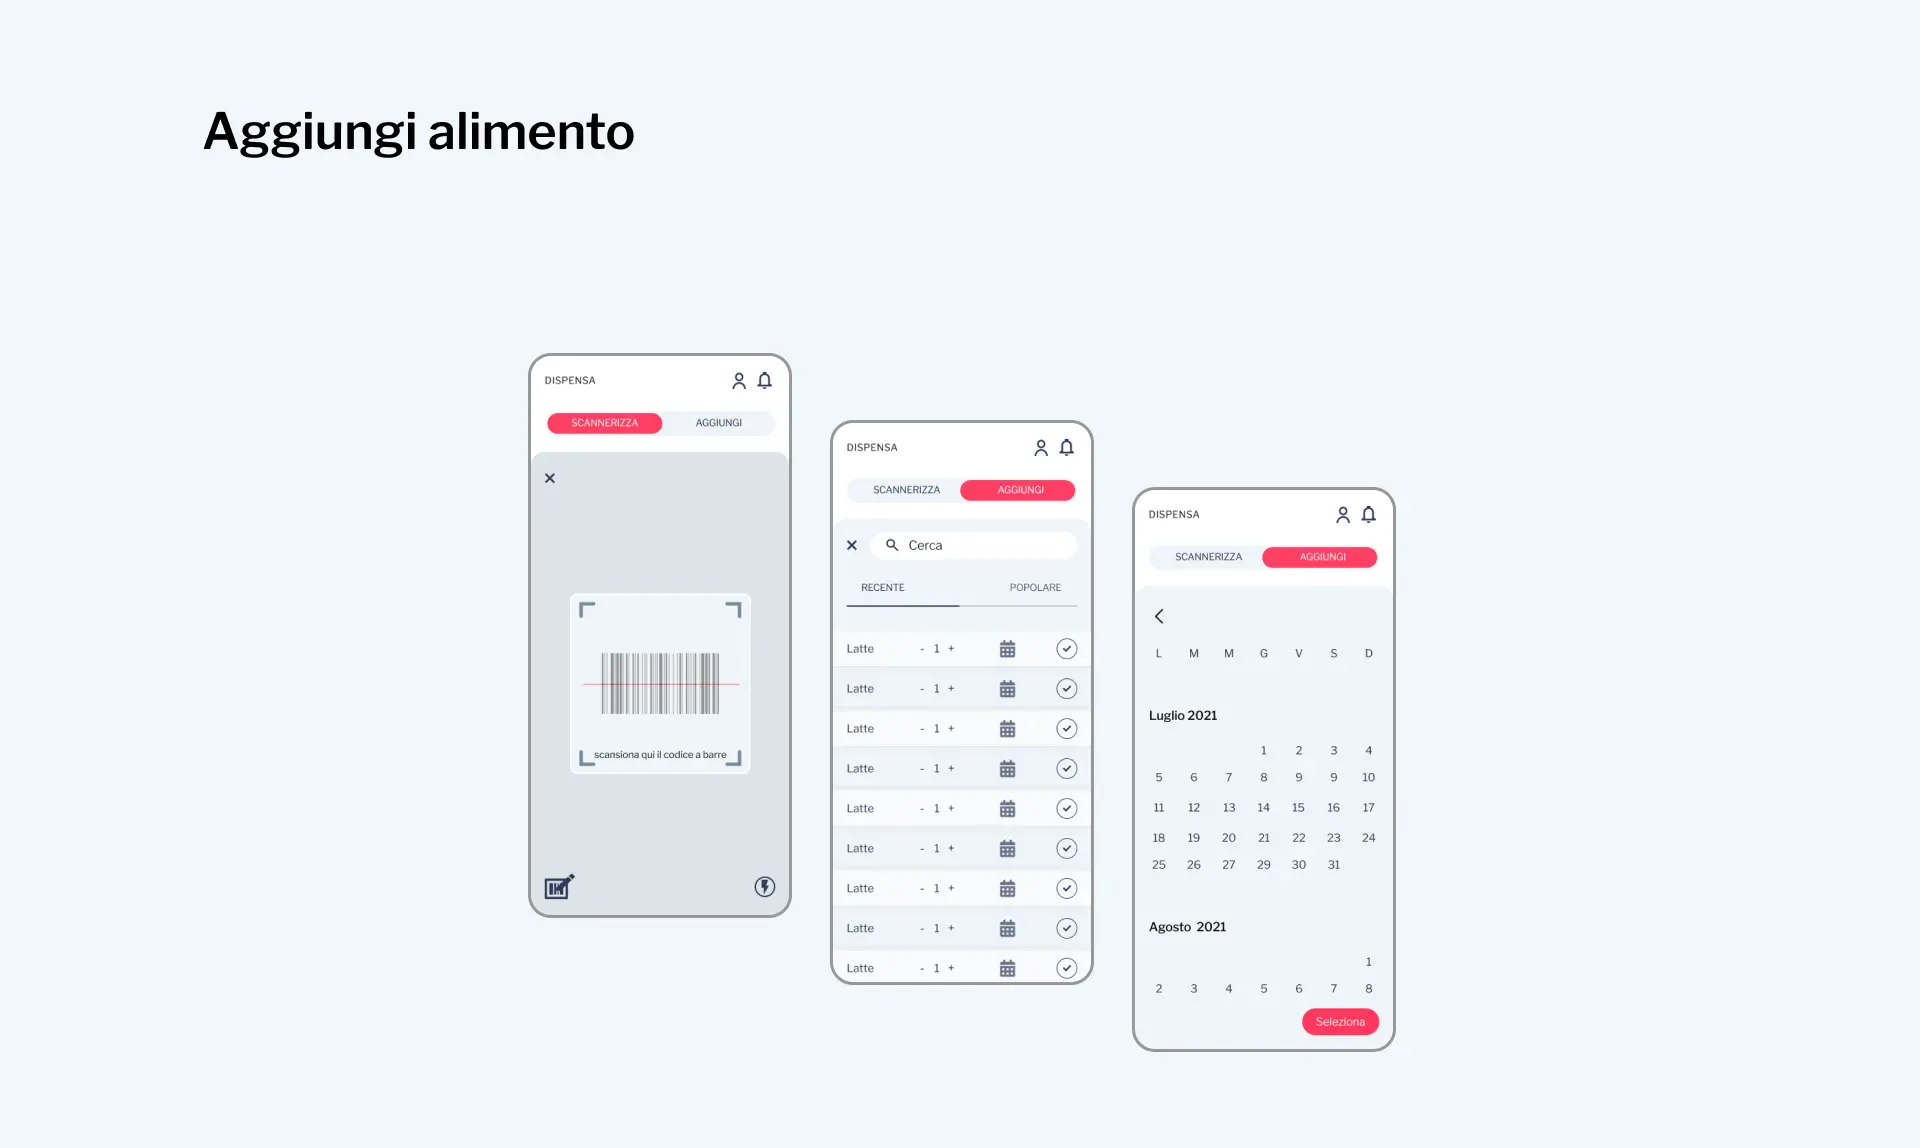 Aggiungi alimento
DISPENSA
SCANNERIZZA AGGIUNGI
scansiona qui il codice a barre
DISPENSA
SCANNERIZZA AGGIUNGI
Cerca
RECENTE POPOLARE
Latte - 1 +
Latte - 1 +
Latte - 1 +
Latte - 1 +
Latte - 1 +
Latte - 1 +
Latte - 1 +
Latte - 1 +
Latte - 1 +
DISPENSA
SCANNERIZZA AGGIUNGI
L M M G V S D
Luglio 2021
1 2 3 4
5 6 7 8 9 9 10
11 12 13 14 15 16 17
18 19 20 21 22 23 24
25 26 27 29 30 31
Agosto 2021
1
2 3 4 5 6 7 8
Seleziona